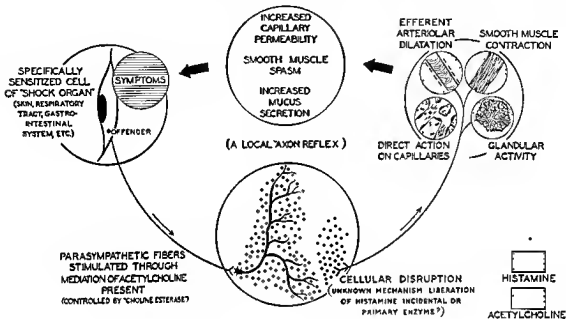 INCREASED
CAPILLARY
PERMEABILITY
SMOOTH MUSCLE
SPASM
INCREASED
MUCUS
SECRETION
(A LOCAL "AXON REFLEX)
EFFERENT
ARTERIOLAR
DILATATION
SMOOTH MUSCLE
CONTRACTION
DIRECT ACTION
ON CAPILLARIES
GLANDULAR
ACTIVITY
SPECIFICALLY
SENSITIZED CELL
OF "SHOCK ORGAN"
(SKIN, RESPIRATORY
TRACT, GASTRO-
INTESTINAL
SYSTEM, ETC.)
SYMPTOMS
OFFENDER
PARASYMPATHETIC FIBERS
STIMULATED THROUGH
MEDIATION OF ACETYLCHOLINE
PRESENT
(CONTROLLED BY "CHOLINE ESTERASE?)
CELLULAR DISRUPTION
(UNKNOWN MECHANISM LIBERATION
OF HISTAMINE INCIDENTAL OR
PRIMARY ENZYME?)
HISTAMINE
ACETYLCHOLINE